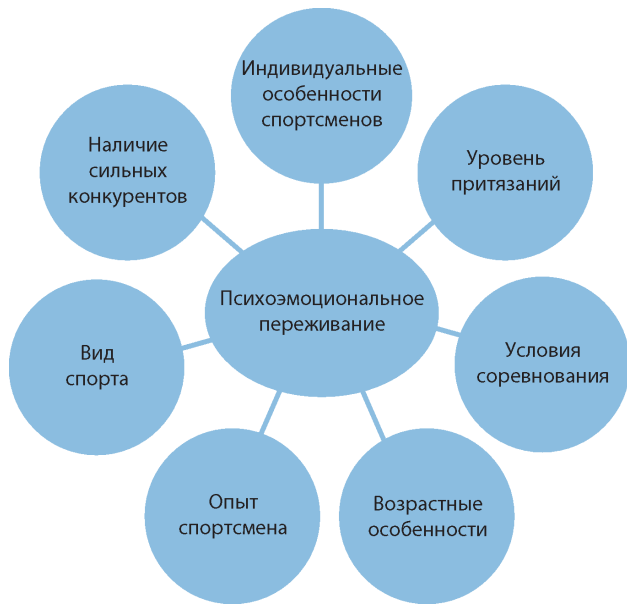 Индивидуальные
особенности
спортсменов
Уровень
притязаний
Условия
соревнования
Возрастные
особенности
Опыт
спортсмена
Вид
спорта
Наличие
сильных
конкурентов
Психоэмоциональное
переживание